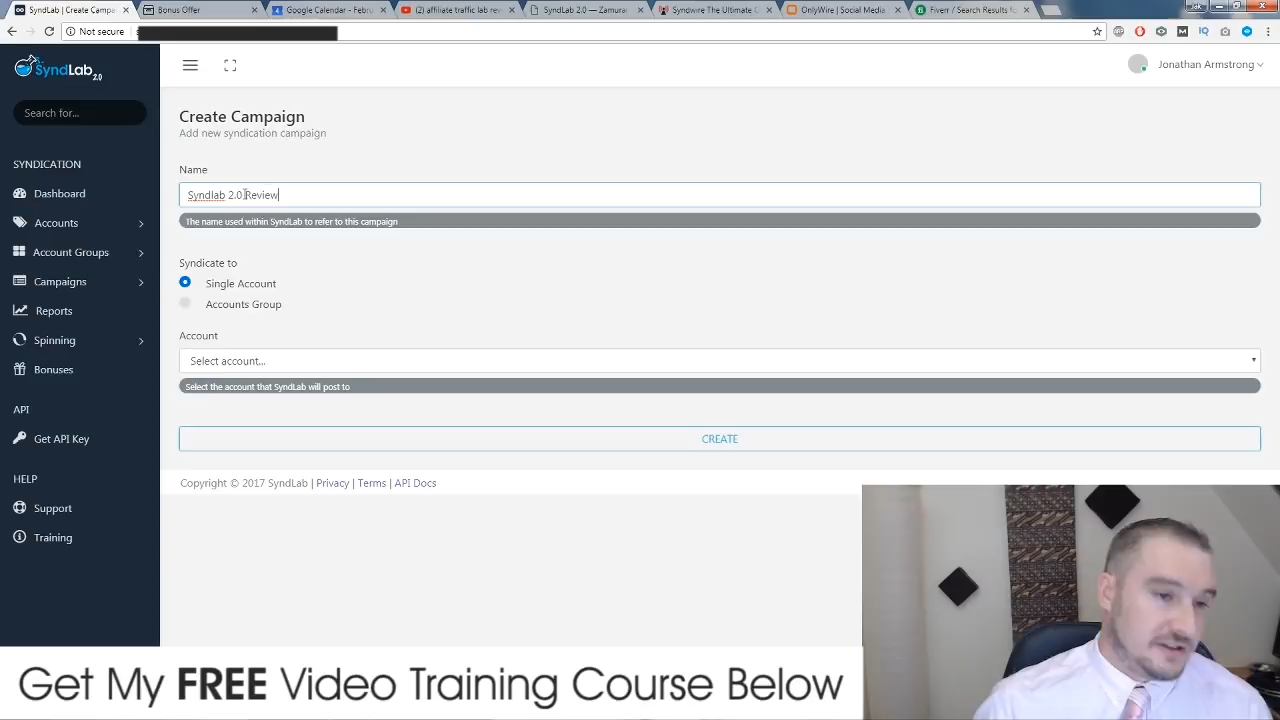 SyndLab | Create Campa
Bonus Offer
Google Calendar - Febru
(2) affiliate traffic lab rev
SyndLab 2.0 — Zamura
Syndwire The Ultimate C
OnlyWire | Social Media
Fiverr / Search Results fo
Jak
Not secure
SyndLab 2.0
Jonathan Armstrong
Search for...
SYNDICATION
Dashboard
Accounts
Account Groups
Campaigns
Reports
Spinning
Bonuses
API
Get API Key
HELP
Support
Training
Create Campaign
Add new syndication campaign
Name
Syndlab 2.0 Review
The name used within SyndLab to refer to this campaign
Syndicate to
Single Account
Accounts Group
Account
Select account...
Select the account that SyndLab will post to
CREATE
Copyright © 2017 SyndLab | Privacy | Terms | API Docs
Get My FREE Video Training Course Below